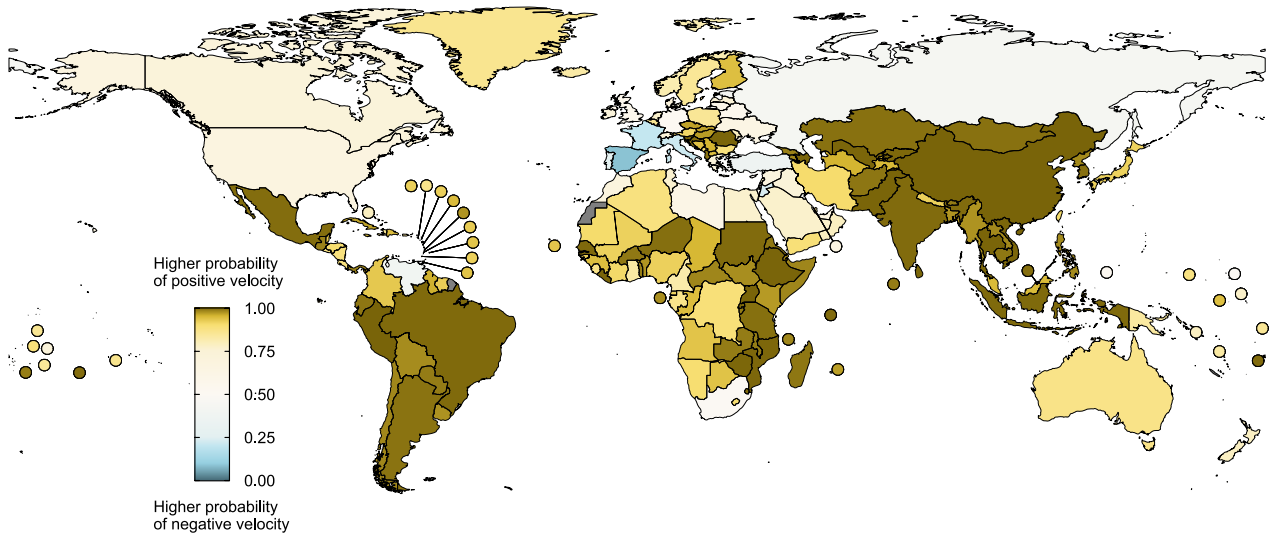 Higher probability
of positive velocity
1.00
0.75
0.50
0.25
0.00
Higher probability
of negative velocity